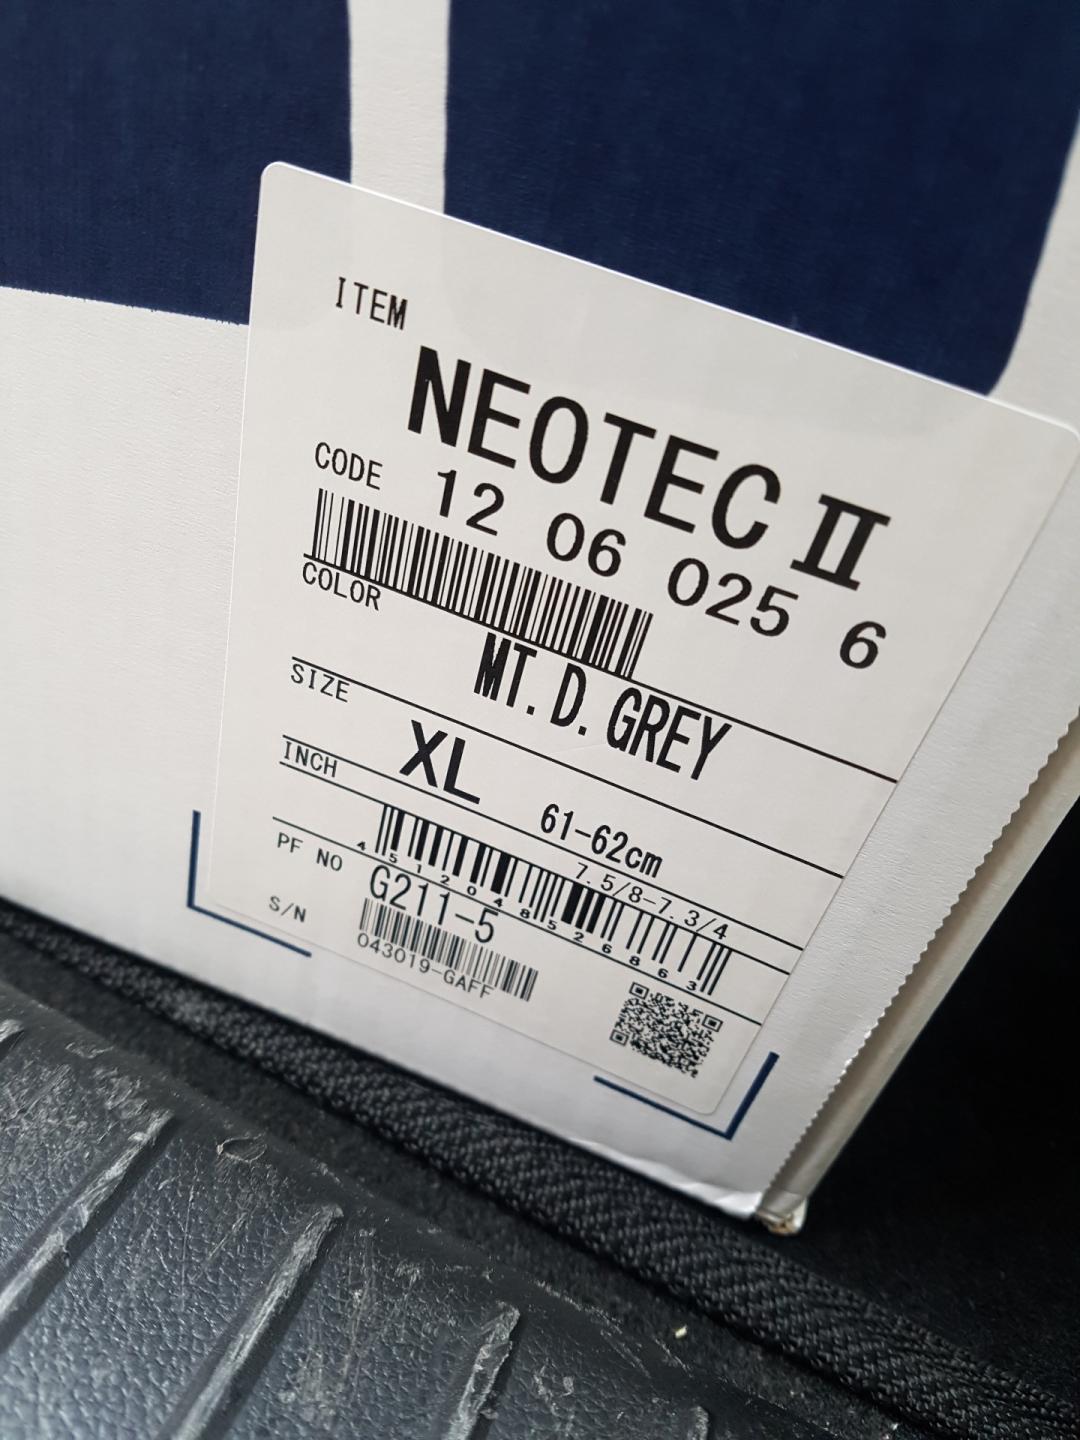 ITEM
NEOTEC II
CODE 12 06 025 6
COLOR
MT.D.GREY
SIZE
XL 61-62cm
INCH
7.5/8-7.3/4
4512048526863
PF NO G211-5
S/N
043019-GAFF